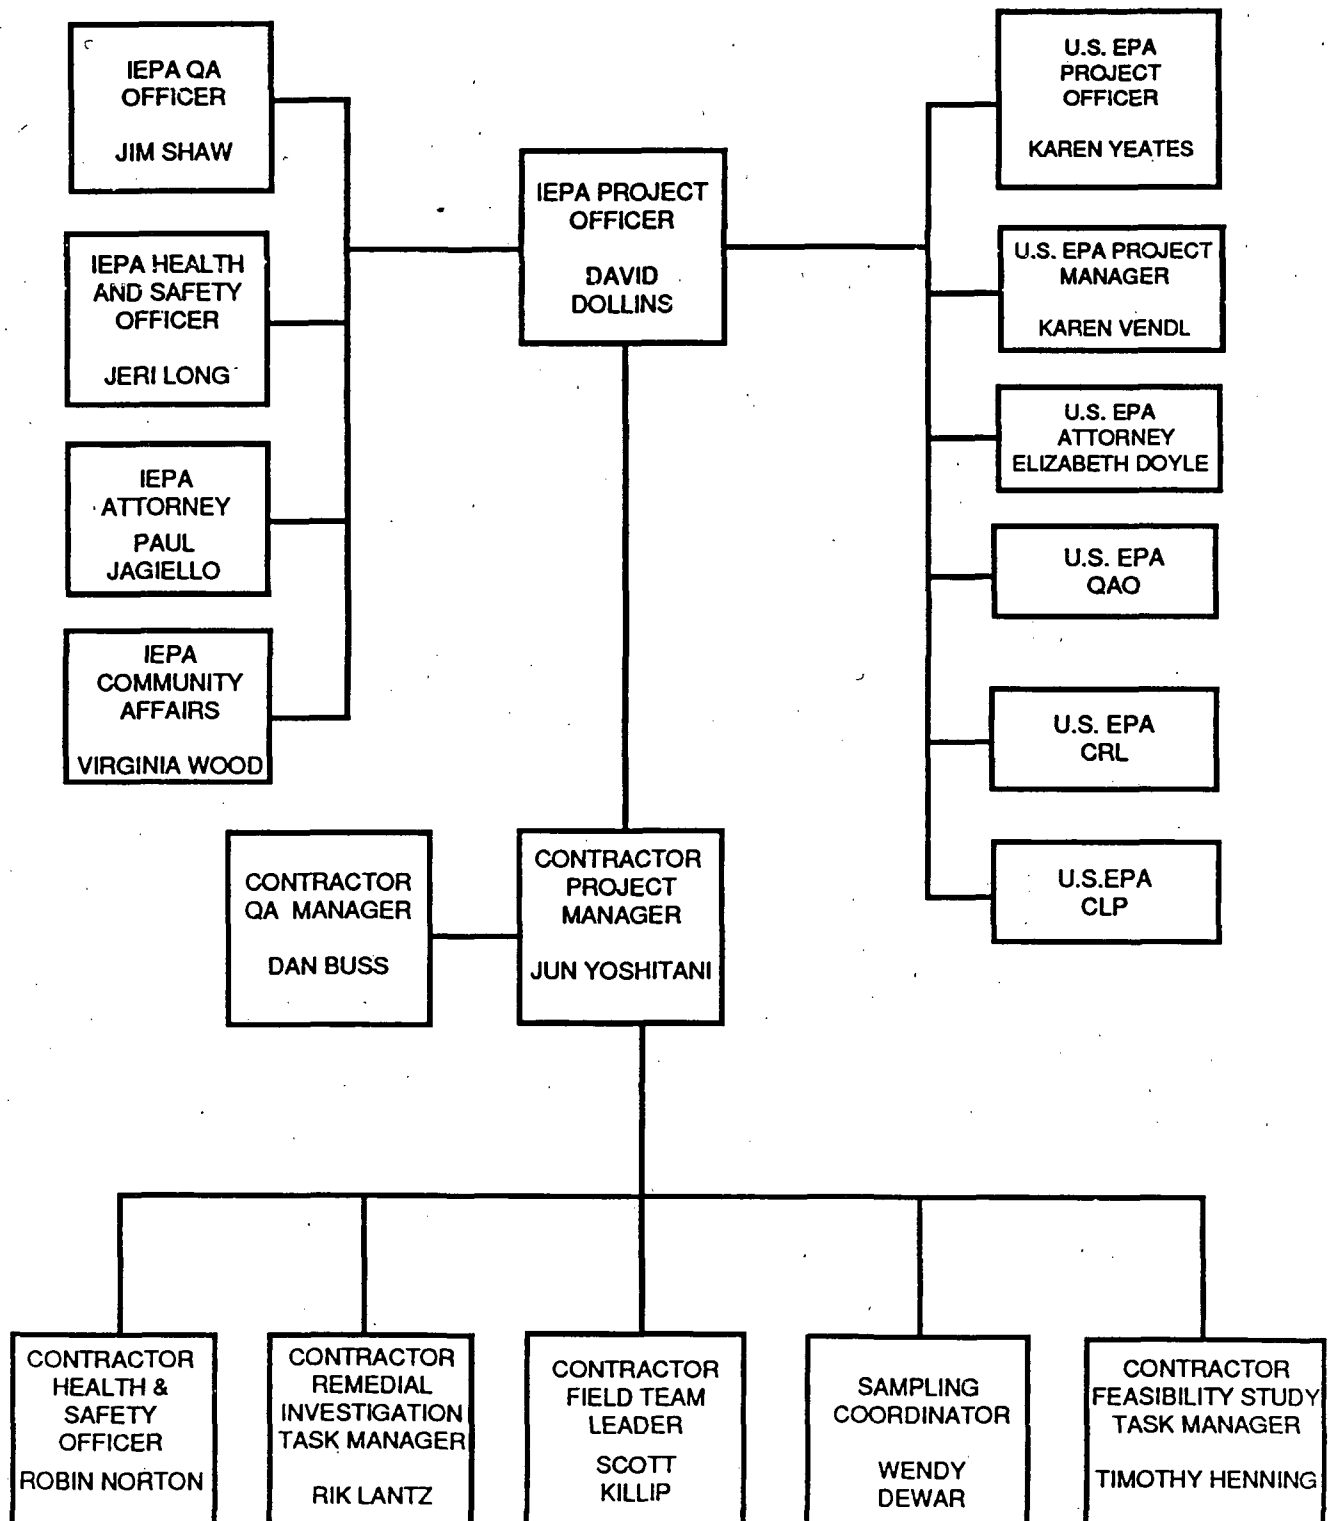 IEPA QA
OFFICER
JIM SHAW
IEPA HEALTH
AND SAFETY
OFFICER
JERI LONG
IEPA
ATTORNEY
PAUL
JAGIELLO
IEPA
COMMUNITY
AFFAIRS
VIRGINIA WOOD
IEPA PROJECT
OFFICER
DAVID
DOLLINS
U.S. EPA
PROJECT
OFFICER
KAREN YEATES
U.S. EPA PROJECT
MANAGER
KAREN VENDL
U.S. EPA
ATTORNEY
ELIZABETH DOYLE
U.S. EPA
QAO
U.S. EPA
CRL
U.S.EPA
CLP
CONTRACTOR
QA MANAGER
DAN BUSS
CONTRACTOR
PROJECT
MANAGER
JUN YOSHITANI
CONTRACTOR
HEALTH &
SAFETY
OFFICER
ROBIN NORTON
CONTRACTOR
REMEDIAL
INVESTIGATION
TASK MANAGER
RIK LANTZ
CONTRACTOR
FIELD TEAM
LEADER
SCOTT
KILLIP
SAMPLING
COORDINATOR
WENDY
DEWAR
CONTRACTOR
FEASIBILITY STUDY
TASK MANAGER
TIMOTHY HENNING